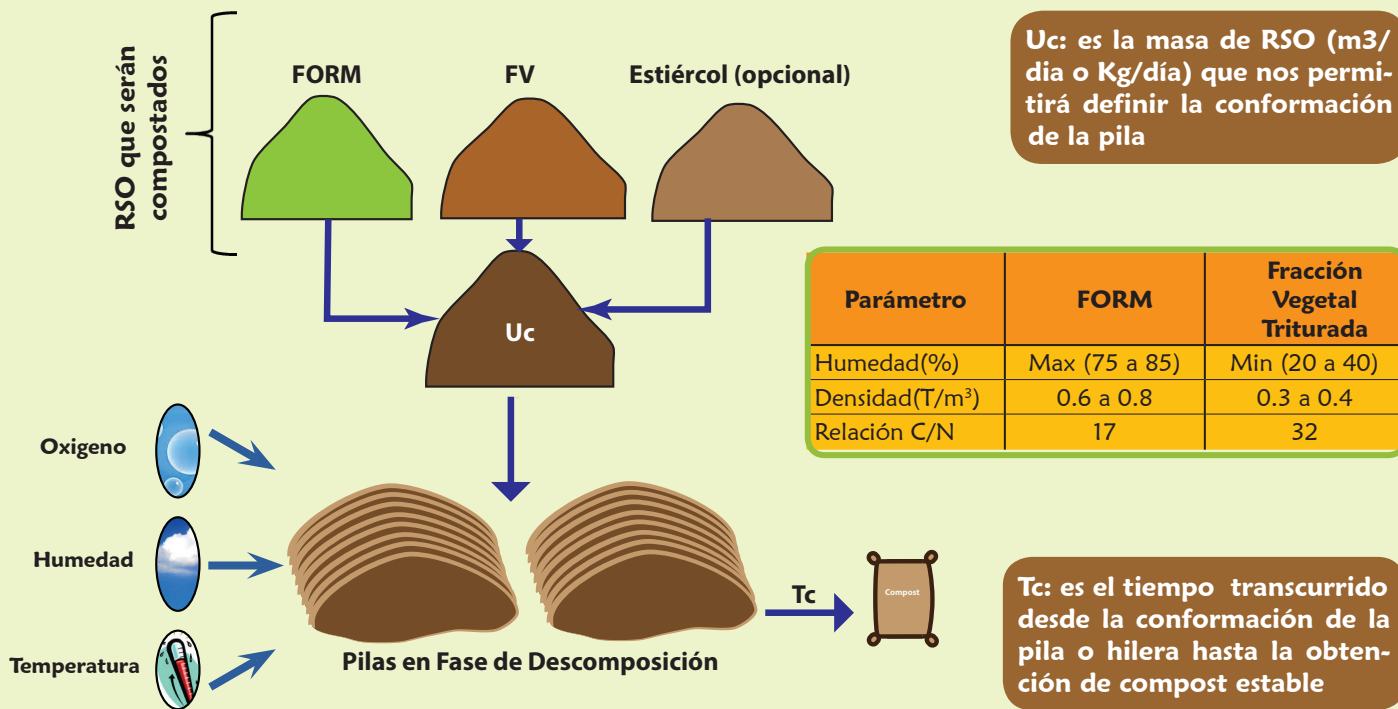 RSO que serán
compostados
FORM
FV
Estiércol (opcional)
Uc
Uc: es la masa de RSO (m3/
dia o Kg/día) que nos permi-
tirá definir la conformación
de la pila
Parámetro FORM Fracción
Vegetal
Triturada
Humedad(%) Max (75 a 85) Min (20 a 40)
Densidad(T/m³) 0.6 a 0.8 0.3 a 0.4
Relación C/N 17 32
Oxigeno
Humedad
Temperatura
Pilas en Fase de Descomposición
Tc
Compost
Tc: es el tiempo transcurrido
desde la conformación de la
pila o hilera hasta la obten-
ción de compost estable